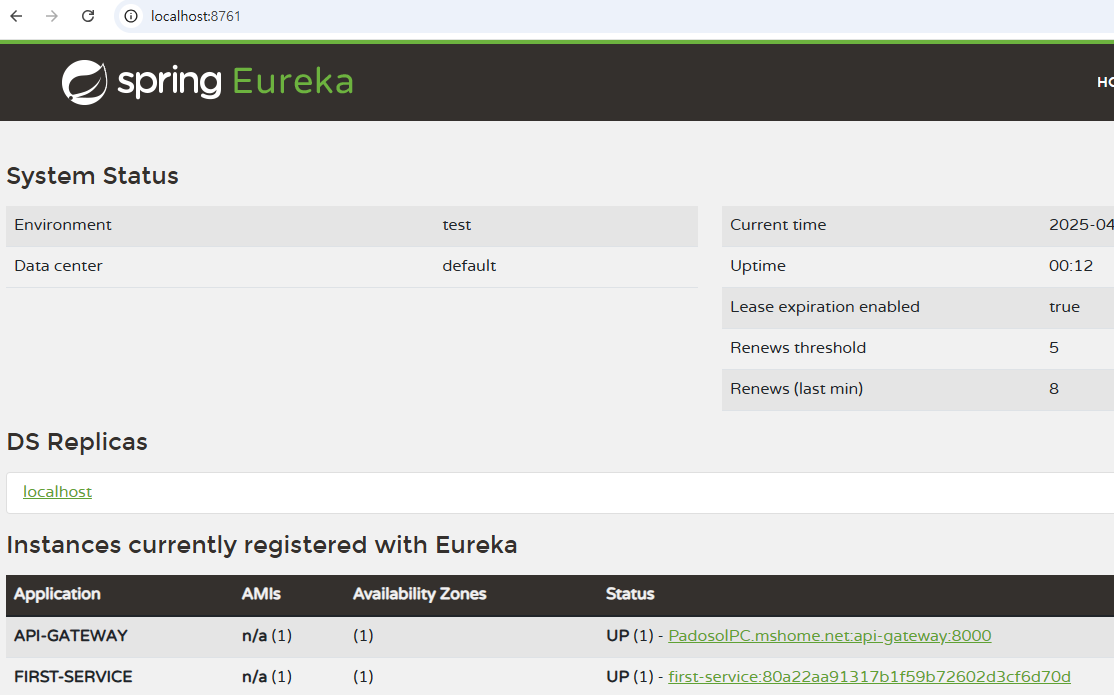 localhost:8761
spring Eureka
System Status
Environment test
Data center default
Current time
Uptime 00:12
Lease expiration enabled true
Renews threshold 5
Renews (last min) 8
DS Replicas
localhost
Instances currently registered with Eureka
Application AMIs Availability Zones Status
API-GATEWAY n/a (1) (1) UP (1) - PadosolPC.mshome.net:api-gateway:8000
FIRST-SERVICE n/a (1) (1) UP (1) - first-service:80a22aa91317b1f59b72602d3cf6d70d